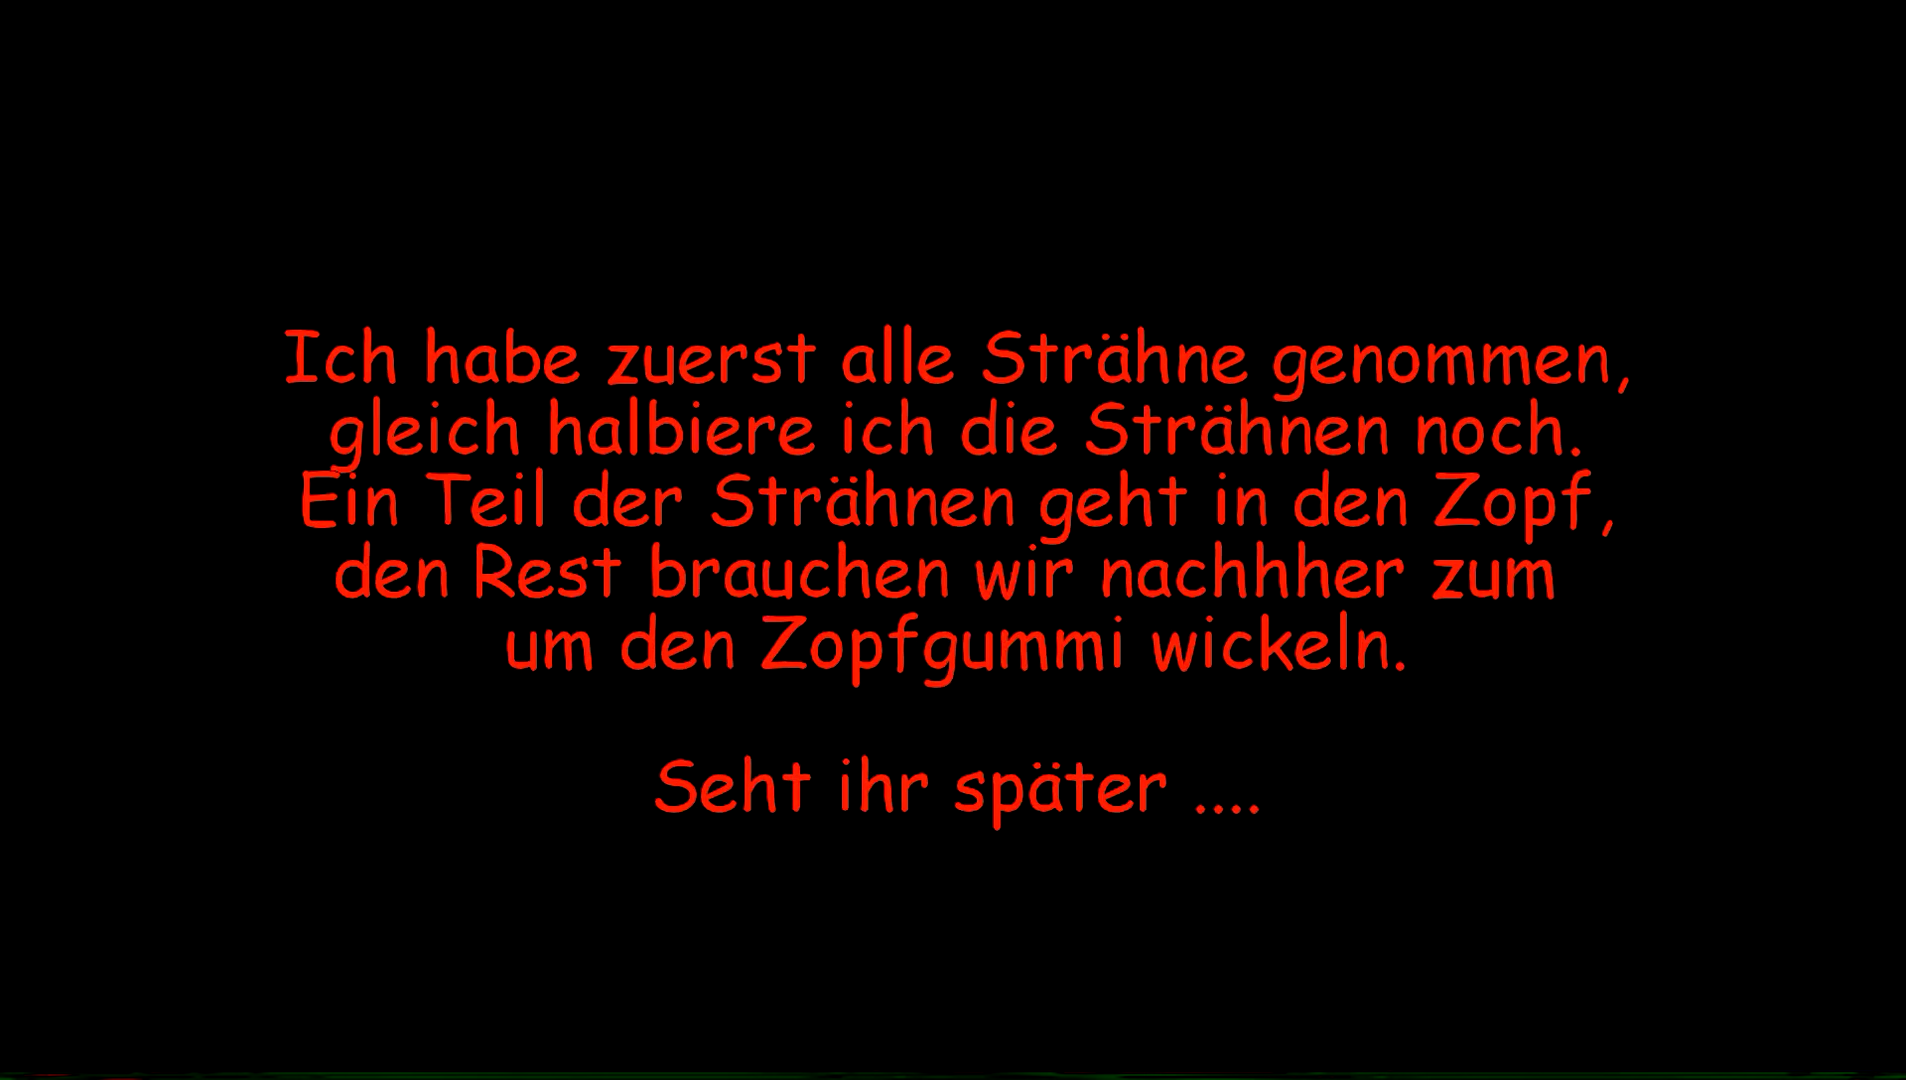 Ich habe zuerst alle Strähne genommen,
gleich halbiere ich die Strähnen noch.
Ein Teil der Strähnen geht in den Zopf,
den Rest brauchen wir nachhher zum
um den Zopfgummi wickeln.
Seht ihr später ....